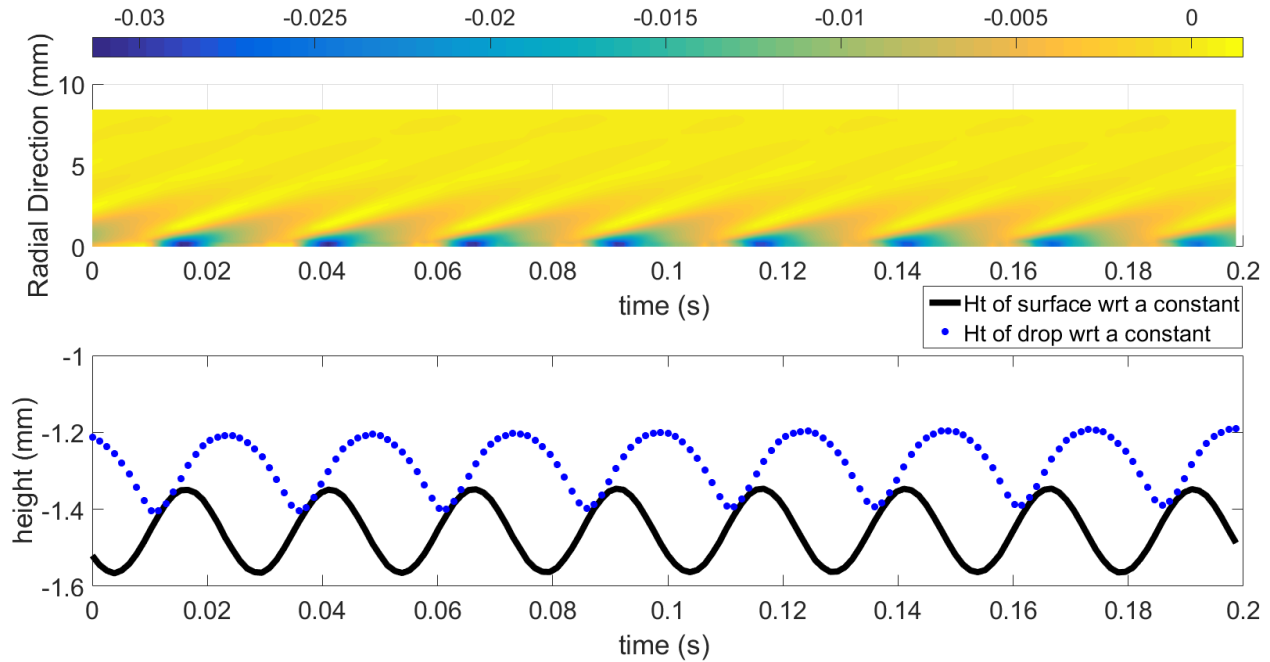 -0.03 -0.025 -0.02 -0.015 -0.01 -0.005 0
Radial Direction (mm)
10
5
0
0 0.02 0.04 0.06 0.08 0.1 0.12 0.14 0.16 0.18 0.2
time (s)
Ht of surface wrt a constant
Ht of drop wrt a constant
height (mm)
-1
-1.2
-1.4
-1.6
0 0.02 0.04 0.06 0.08 0.1 0.12 0.14 0.16 0.18 0.2
time (s)